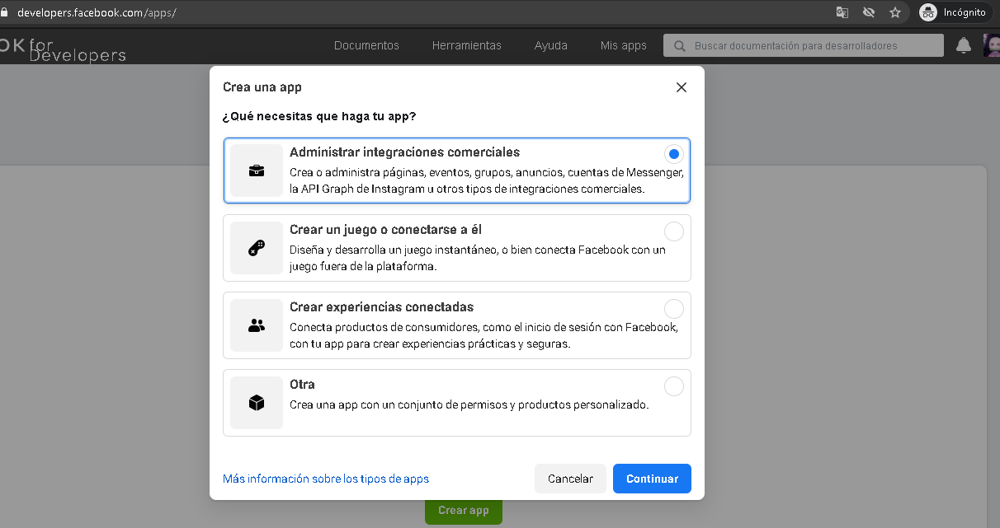 developers.facebook.com/apps/
Incógnito
OK for
Developers
Documentos
Herramientas
Ayuda
Mis apps
Buscar documentación para desarrolladores
Crea una app
¿Qué necesitas que haga tu app?
Administrar integraciones comerciales
Crea o administra páginas, eventos, grupos, anuncios, cuentas de Messenger,
la API Graph de Instagram u otros tipos de integraciones comerciales.
Crear un juego o conectarse a él
Diseña y desarrolla un juego instantáneo, o bien conecta Facebook con un
juego fuera de la plataforma.
Crear experiencias conectadas
Conecta productos de consumidores, como el inicio de sesión con Facebook,
con tu app para crear experiencias prácticas y seguras.
Otra
Crea una app con un conjunto de permisos y productos personalizado.
Más información sobre los tipos de apps
Cancelar
Continuar
Crear app